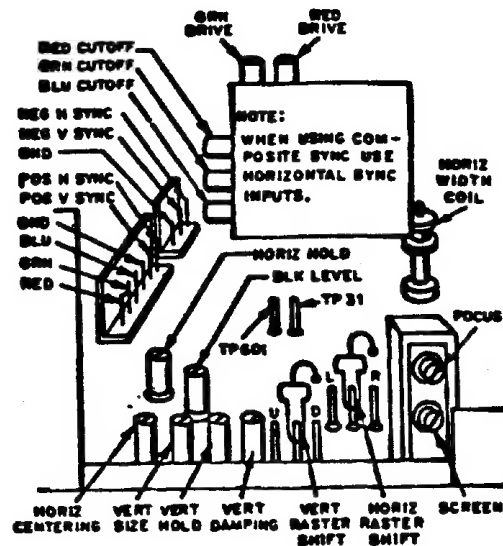 GRN
DRIVE
RED
DRIVE
RED CUTOFF
GRN CUTOFF
BLU CUTOFF
NEG H SYNC
NEG V SYNC
GND
POS H SYNC
POS V SYNC
GND
BLU
GRN
RED
NOTE:
WHEN USING COM-
POSITE SYNC USE
HORIZONTAL SYNC
INPUTS.
HORIZ
WIDTH
COIL
HORIZ HOLD
BLK LEVEL
TP 31
TP601
FOCUS
L
R
U
D
HORIZ
CENTERING
VERT
SIZE
VERT
HOLD
VERT
DAMPING
VERT
RASTER
SHIFT
HORIZ
RASTER
SHIFT
SCREEN